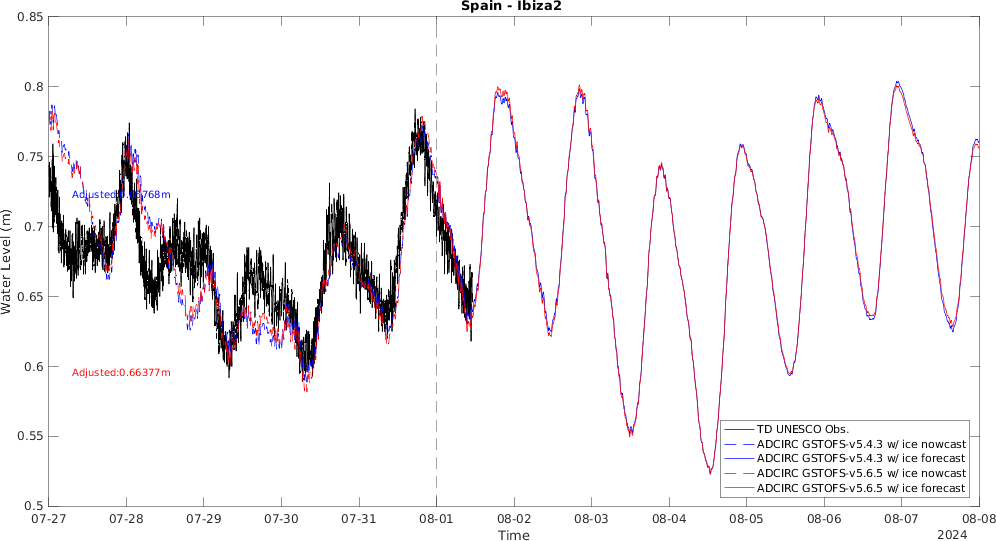 Spain - Ibiza2
0.85
0.8
0.75
0.7
0.65
0.6
0.55
0.5
Water Level (m)
Adjusted:
Adjusted:0.66377m
TD UNESCO Obs.
ADCIRC GSTOFS-v5.4.3 w/ ice nowcast
ADCIRC GSTOFS-v5.4.3 w/ ice forecast
ADCIRC GSTOFS-v5.6.5 w/ ice nowcast
ADCIRC GSTOFS-v5.6.5 w/ ice forecast
07-27 07-28 07-29 07-30 07-31 08-01 08-02 08-03 08-04 08-05 08-06 08-07 08-08
Time
2024